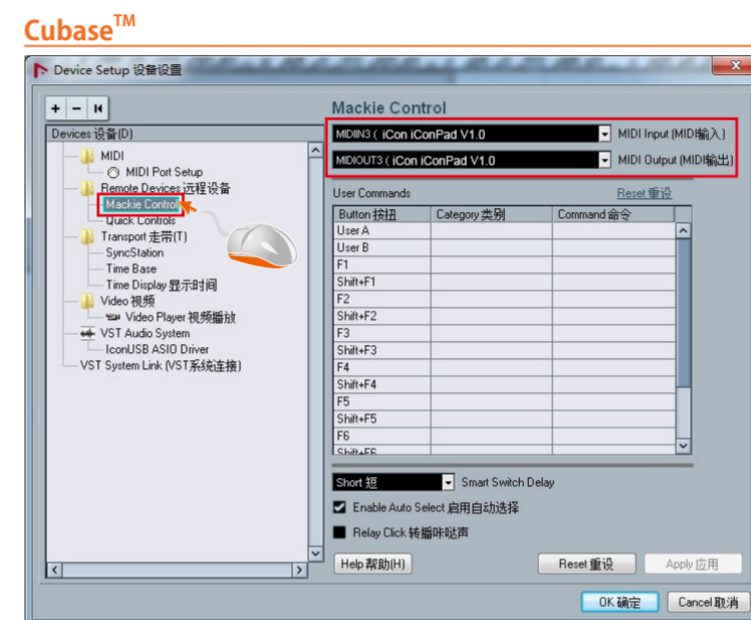 Cubase™
Device Setup 设备设置
Mackie Control
Devices 设备(D)
MIDI
MIDI Port Setup
Remote Devices 远程设备
Mackie Control
Quick Controls
Transport 走带(T)
SyncStation
Time Base
Time Display 显示时间
Video 视频
Video Player 视频播放
VST Audio System
IconUSB ASIO Driver
VST System Link (VST系统连接)
MIDIIN3 ( iCon iConPad V1.0 MIDI Input (MIDI输入)
MIDIOUT3 ( iCon iConPad V1.0 MIDI Output (MIDI输出)
User Commands Reset 重设
Button 按扭 Category 类别 Command 命令
User A
User B
F1
Shift+F1
F2
Shift+F2
F3
Shift+F3
F4
Shift+F4
F5
Shift+F5
F6
Shift+F6
Short 短 Smart Switch Delay
Enable Auto Select 启用自动选择
Relay Click 转播咔哒声
Help 帮助(H) Reset 重设 Apply 应用
OK 确定 Cancel 取消